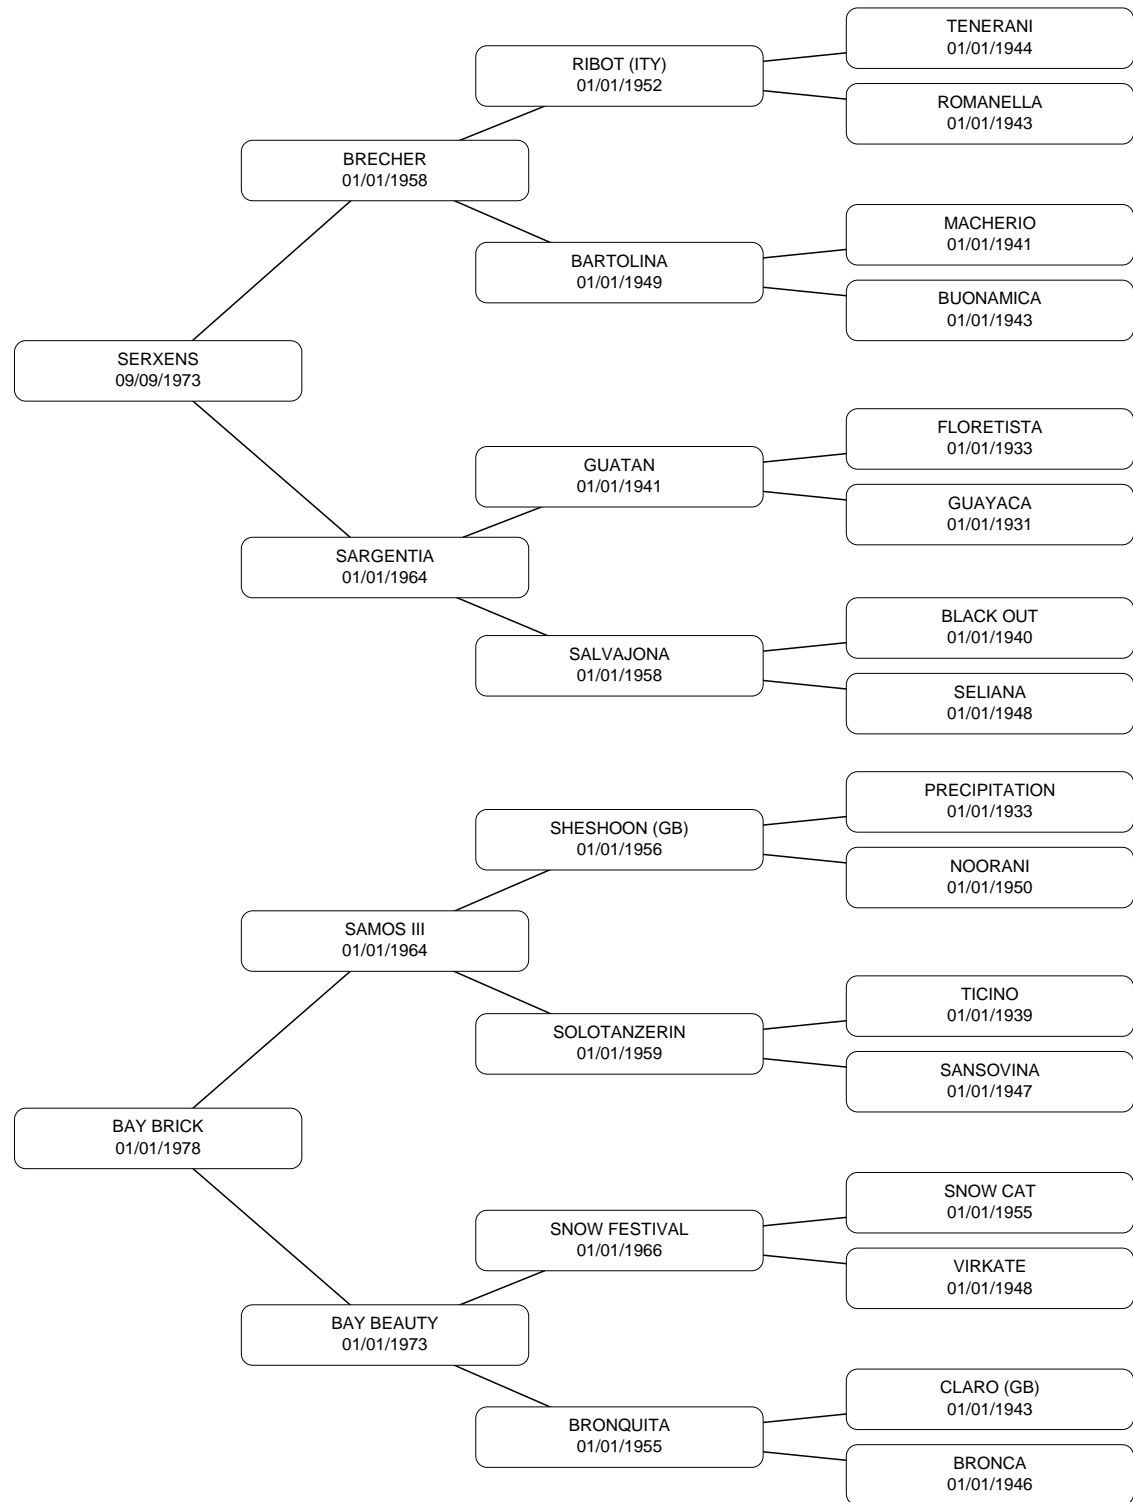 TENERANI
01/01/1944
RIBOT (ITY)
01/01/1952
ROMANELLA
01/01/1943
BRECHER
01/01/1958
MACHERIO
01/01/1941
BARTOLINA
01/01/1949
BUONAMICA
01/01/1943
SERXENS
09/09/1973
FLORETISTA
01/01/1933
GUATAN
01/01/1941
GUAYACA
01/01/1931
SARGENTIA
01/01/1964
BLACK OUT
01/01/1940
SALVAJONA
01/01/1958
SELIANA
01/01/1948
PRECIPITATION
01/01/1933
SHESHOON (GB)
01/01/1956
NOORANI
01/01/1950
SAMOS III
01/01/1964
TICINO
01/01/1939
SOLOTANZERIN
01/01/1959
SANSOVINA
01/01/1947
BAY BRICK
01/01/1978
SNOW CAT
01/01/1955
SNOW FESTIVAL
01/01/1966
VIRKATE
01/01/1948
BAY BEAUTY
01/01/1973
CLARO (GB)
01/01/1943
BRONQUITA
01/01/1955
BRONCA
01/01/1946